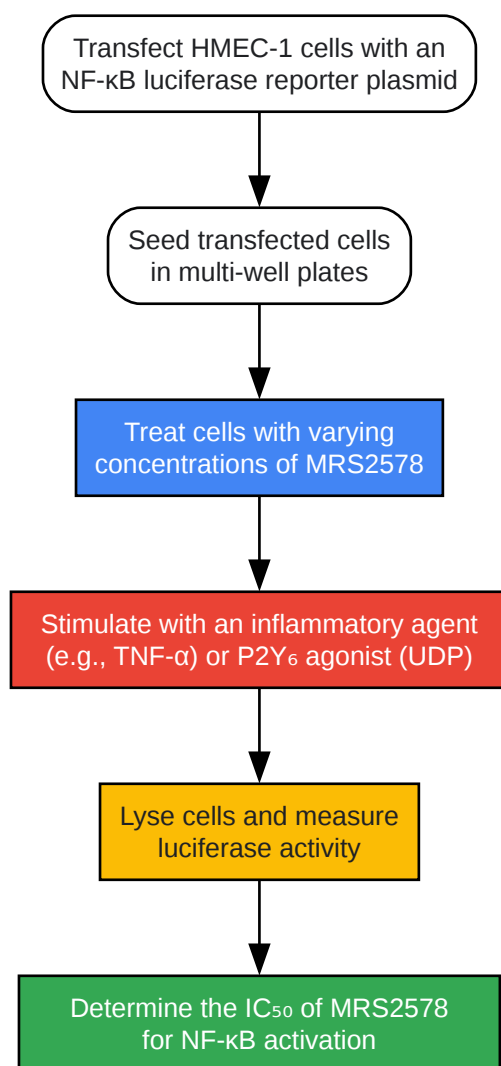 Transfect HMEC-1 cells with an
NF-κB luciferase reporter plasmid
Seed transfected cells
in multi-well plates
Treat cells with varying
concentrations of MRS2578
Stimulate with an inflammatory agent
(e.g., TNF-α) or P2Y₆ agonist (UDP)
Lyse cells and measure
luciferase activity
Determine the IC₅₀ of MRS2578
for NF-κB activation